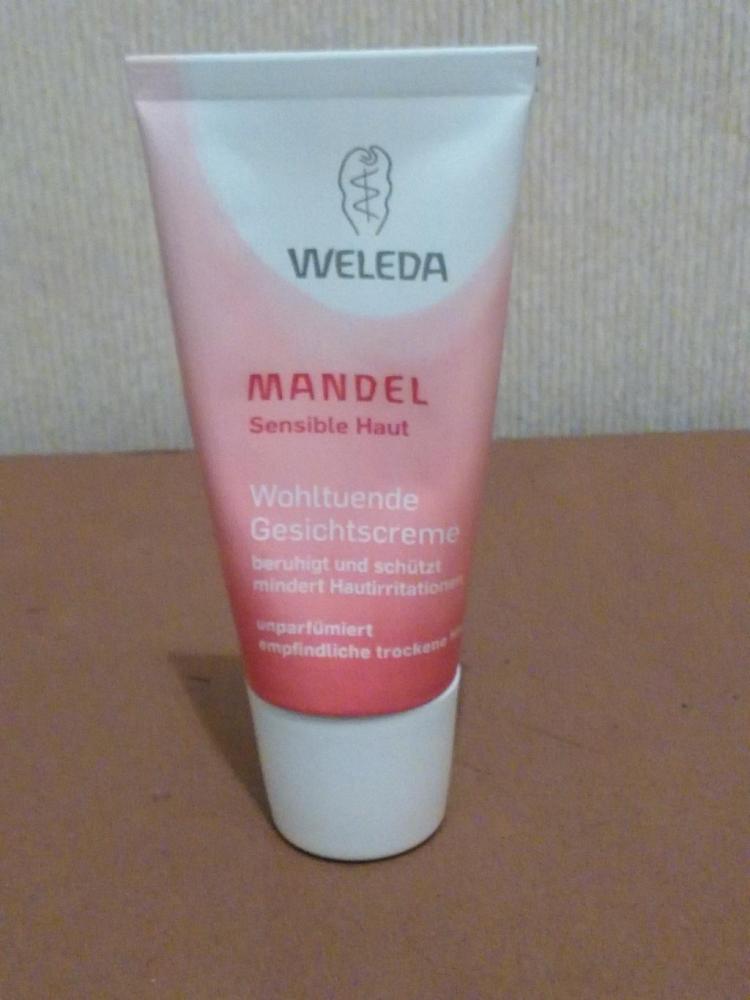 WELEDA
MANDEL
Sensible Haut
Wohltuende
Gesichtscreme
beruhigt und schützt
mindert Hautirritationen
unparfümiert
empfindliche trockene